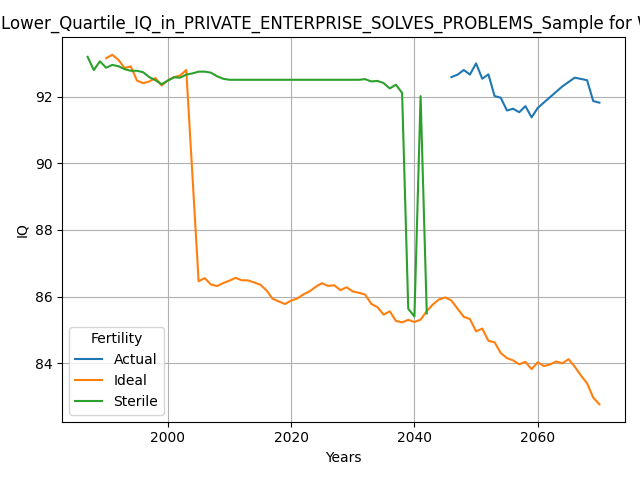 Lower_Quartile_IQ_in_PRIVATE_ENTERPRISE_SOLVES_PROBLEMS_Sample for
92
90
88
86
84
IQ
Fertility
Actual
Ideal
Sterile
2000 2020 2040 2060
Years